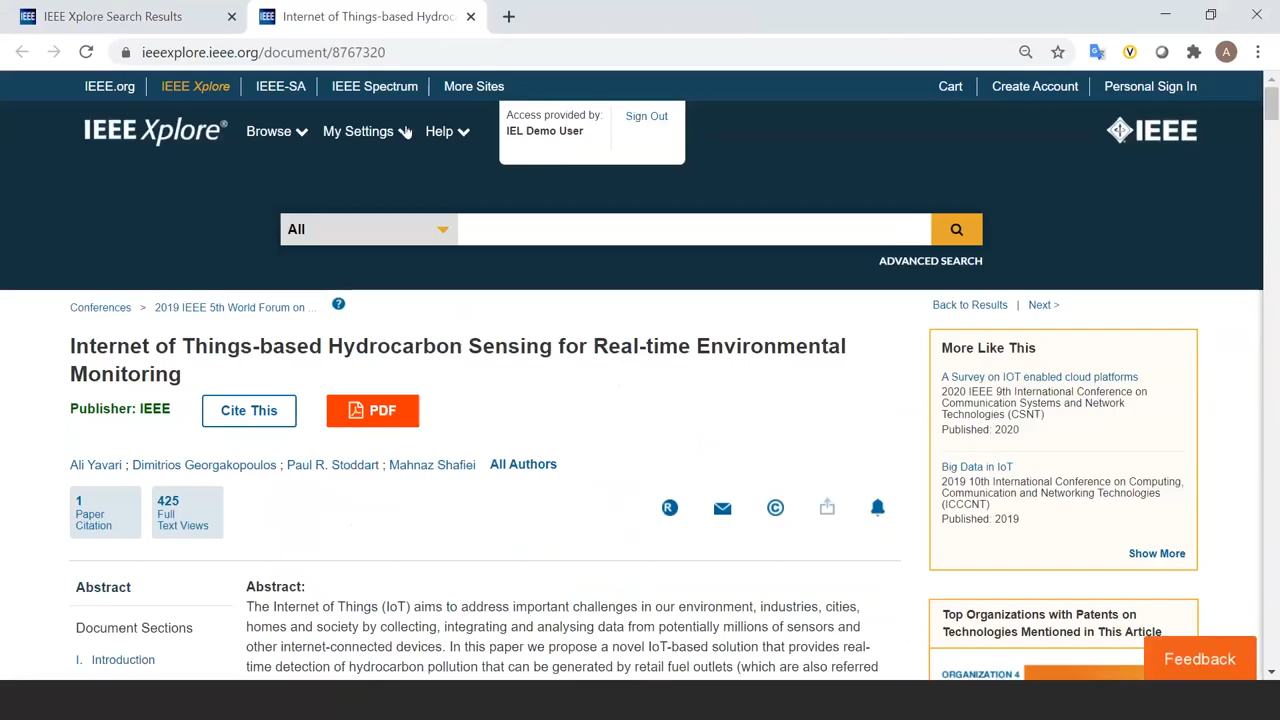 IEEE Xplore Search Results
Internet of Things-based Hydroc
ieeexplore.ieee.org/document/8767320
A
IEEE.org
IEEE Xplore
IEEE-SA
IEEE Spectrum
More Sites
Cart
Create Account
Personal Sign In
IEEE Xplore®
Browse
My Settings
Help
Access provided by:
IEL Demo User
Sign Out
IEEE
All
ADVANCED SEARCH
Conferences > 2019 IEEE 5th World Forum on ...
?
Back to Results | Next >
Internet of Things-based Hydrocarbon Sensing for Real-time Environmental
Monitoring
Publisher: IEEE
Cite This
PDF
Ali Yavari ; Dimitrios Georgakopoulos ; Paul R. Stoddart ; Mahnaz Shafiei
All Authors
1
Paper
Citation
425
Full
Text Views
R
C
More Like This
A Survey on IOT enabled cloud platforms
2020 IEEE 9th International Conference on
Communication Systems and Network
Technologies (CSNT)
Published: 2020
Big Data in IoT
2019 10th International Conference on Computing,
Communication and Networking Technologies
(ICCCNT)
Published: 2019
Show More
Abstract
Document Sections
I. Introduction
Abstract:
The Internet of Things (IoT) aims to address important challenges in our environment, industries, cities,
homes and society by collecting, integrating and analysing data from potentially millions of sensors and
other internet-connected devices. In this paper we propose a novel IoT-based solution that provides real-
time detection of hydrocarbon pollution that can be generated by retail fuel outlets (which are also referred
Top Organizations with Patents on
Technologies Mentioned in This Article
ORGANIZATION 4
Feedback